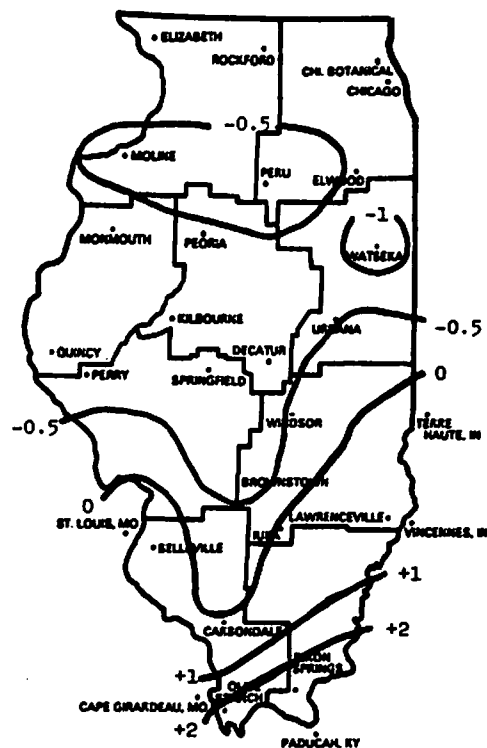 ELIZABETH
ROCKFORD
CHI. BOTANICAL
CHICAGO
-0.5
MOLINE
PERU
ELWOOD
-1
MONMOUTH
PEORIA
WATSEKA
KILBOURNE
URBANA
-0.5
QUINCY
DECATUR
PERRY
SPRINGFIELD
0
-0.5
WINDSOR
TERRE
HAUTE, IN
BROWNSTOWN
0
LAWRENCEVILLE
ST. LOUIS, MO
VINCENNES, IN
BELLEVILLE
+1
CARBONDALE
+2
DIXON
SPRINGS
+1
CAPE GIRARDEAU, MO
+2
PADUCAH, KY